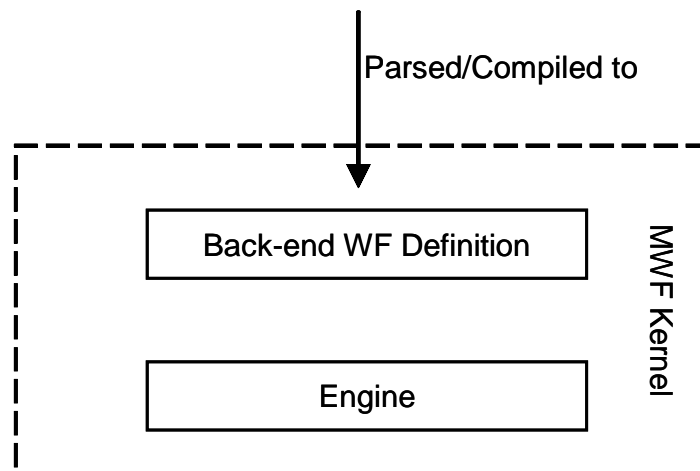 Parsed/Compiled to
Back-end WF Definition
MWF Kernel
Engine